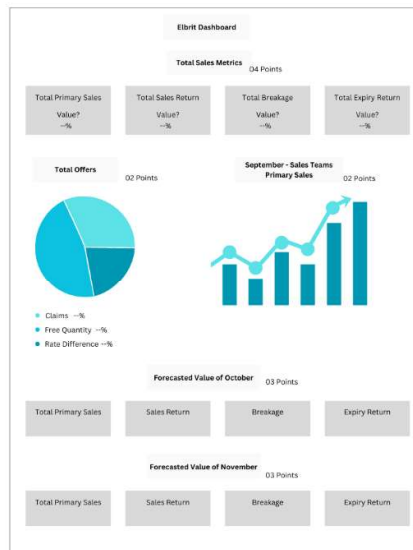 Elbrit Dashboard
Total Sales Metrics
04 Points
Total Primary Sales
Value?
--%
Total Sales Return
Value?
--%
Total Breakage
Value?
--%
Total Expiry Return
Value?
--%
Total Offers
02 Points
Claims --%
Free Quantity --%
Rate Difference --%
September - Sales Teams
Primary Sales
02 Points
Forecasted Value of October
03 Points
Total Primary Sales
Sales Return
Breakage
Expiry Return
Forecasted Value of November
03 Points
Total Primary Sales
Sales Return
Breakage
Expiry Return